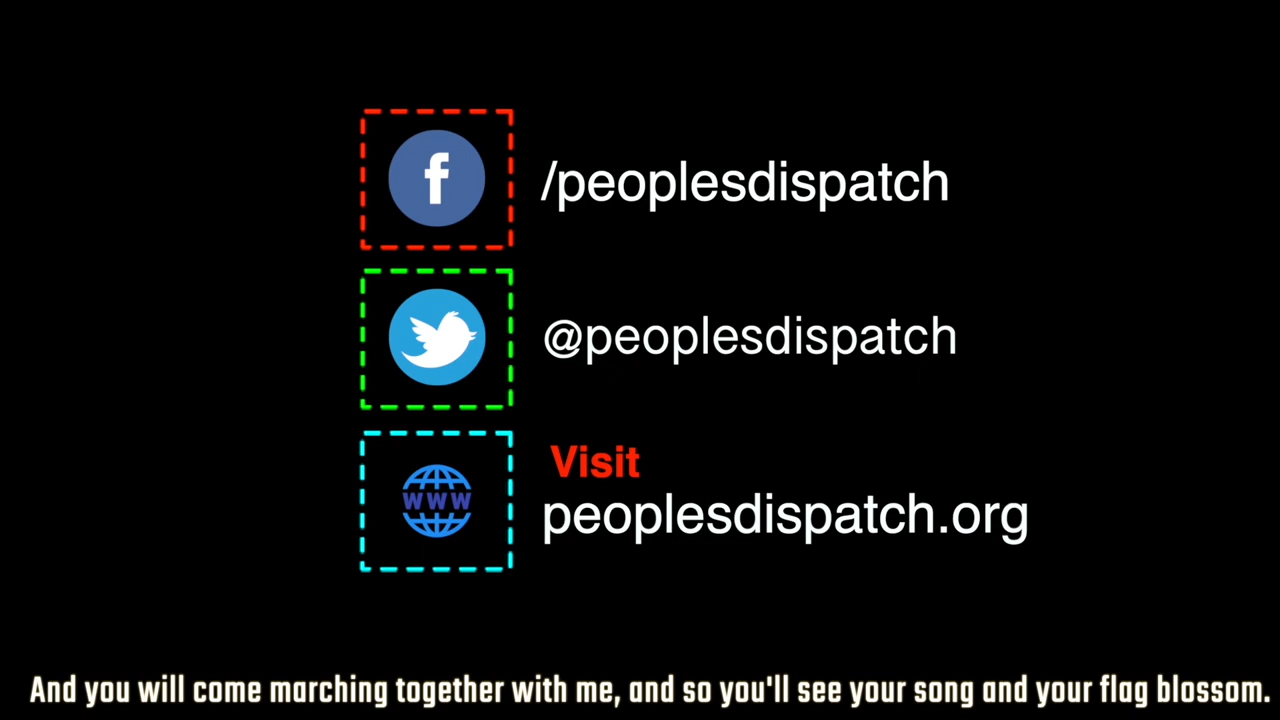 f
/peoplesdispatch
@peoplesdispatch
Visit
WWW
peoplesdispatch.org
And you will come marching together with me, and so you'll see your song and your flag blossom.